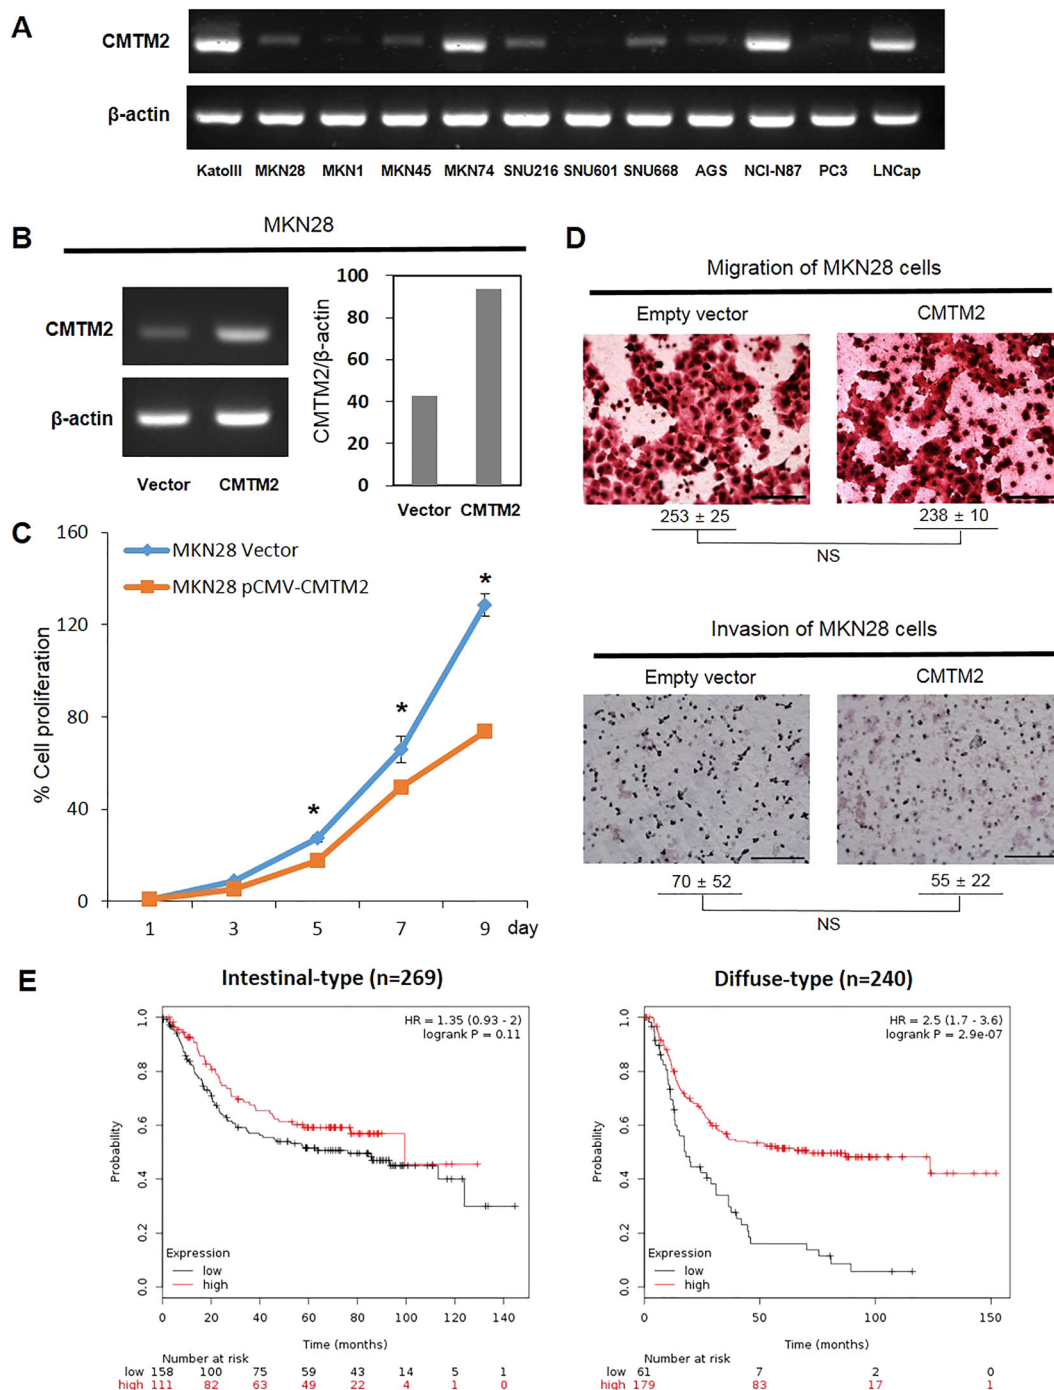 A
CMTM2
β-actin
KatoIII MKN28 MKN1 MKN45 MKN74 SNU216 SNU601 SNU668 AGS NCI-N87 PC3 LNCap
B
MKN28
CMTM2
β-actin
Vector CMTM2
CMTM2/β-actin
100
80
60
40
20
0
Vector CMTM2
C
MKN28 Vector
MKN28 pCMV-CMTM2
% Cell proliferation
160
120
80
40
0
* * *
1 3 5 7 9 day
D
Migration of MKN28 cells
Empty vector CMTM2
253 ± 25 238 ± 10
NS
Invasion of MKN28 cells
Empty vector CMTM2
70 ± 52 55 ± 22
NS
E
Intestinal-type (n=269)
HR = 1.35 (0.93 - 2)
logrank P = 0.11
Probability
1.0
0.8
0.6
0.4
0.2
0.0
Expression
low
high
0 20 40 60 80 100 120 140
Time (months)
Number at risk
low 158 100 75 59 43 14 5 1
high 111 82 63 49 22 4 1 0
Diffuse-type (n=240)
HR = 2.5 (1.7 - 3.6)
logrank P = 2.9e-07
Probability
1.0
0.8
0.6
0.4
0.2
0.0
Expression
low
high
0 50 100 150
Time (months)
Number at risk
low 61 7 2 0
high 179 83 17 1